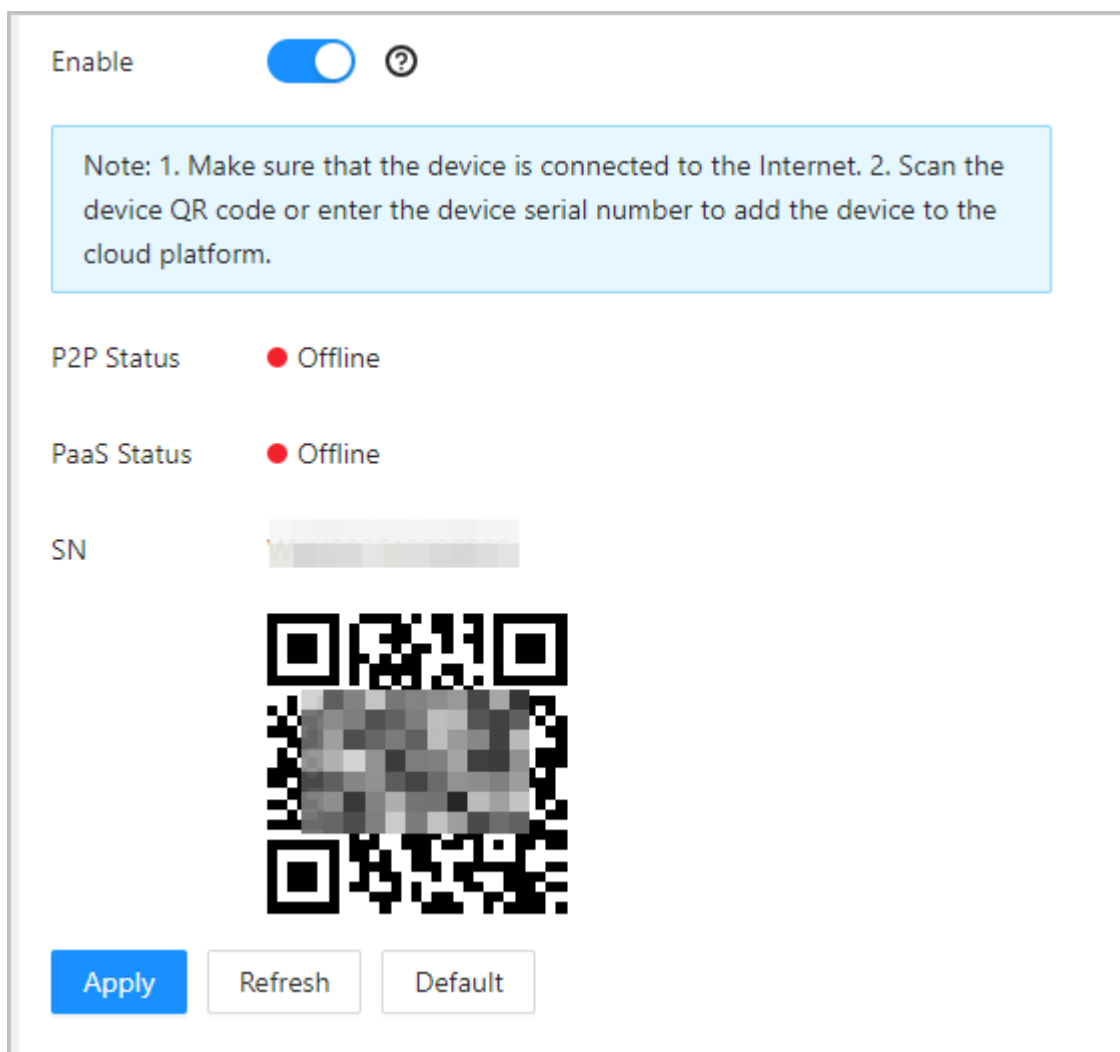 Enable
Note: 1. Make sure that the device is connected to the Internet. 2. Scan the
device QR code or enter the device serial number to add the device to the
cloud platform.
P2P Status Offline
PaaS Status Offline
SN
Apply Refresh Default